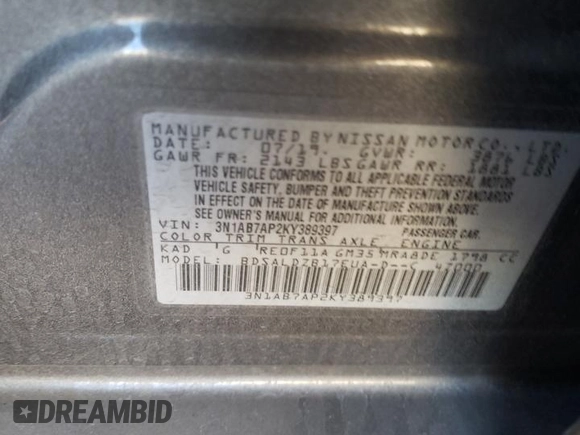 MANUFACTURED BY NISSAN MOTOR CO., LTD.
DATE: 07/19 GVWR: 3876 LBS
GAWR FR: 2143 LBS GAWR RR: 1881 LBS
THIS VEHICLE CONFORMS TO ALL APPLICABLE FEDERAL MOTOR
VEHICLE SAFETY, BUMPER AND THEFT PREVENTION STANDARDS
IN EFFECT ON THE DATE OF MANUFACTURE SHOWN ABOVE.
SEE OWNER'S MANUAL FOR ADDITIONAL INFORMATION.
VIN: 3N1AB7AP2KY389397 PASSENGER CAR
COLOR TRIM TRANS AXLE ENGINE
KAD G RE0F11A GM35 MRA8DE 1798 CC
MODEL: BDSALDZB17EUA-D--C
3N1AB7AP2KY389397
DREAMBID